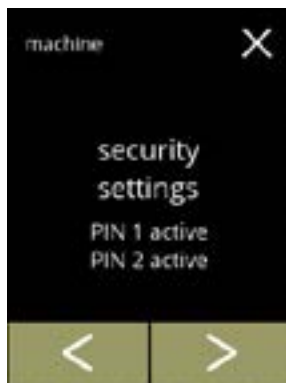 machine
security
settings
PIN 1 active
PIN 2 active